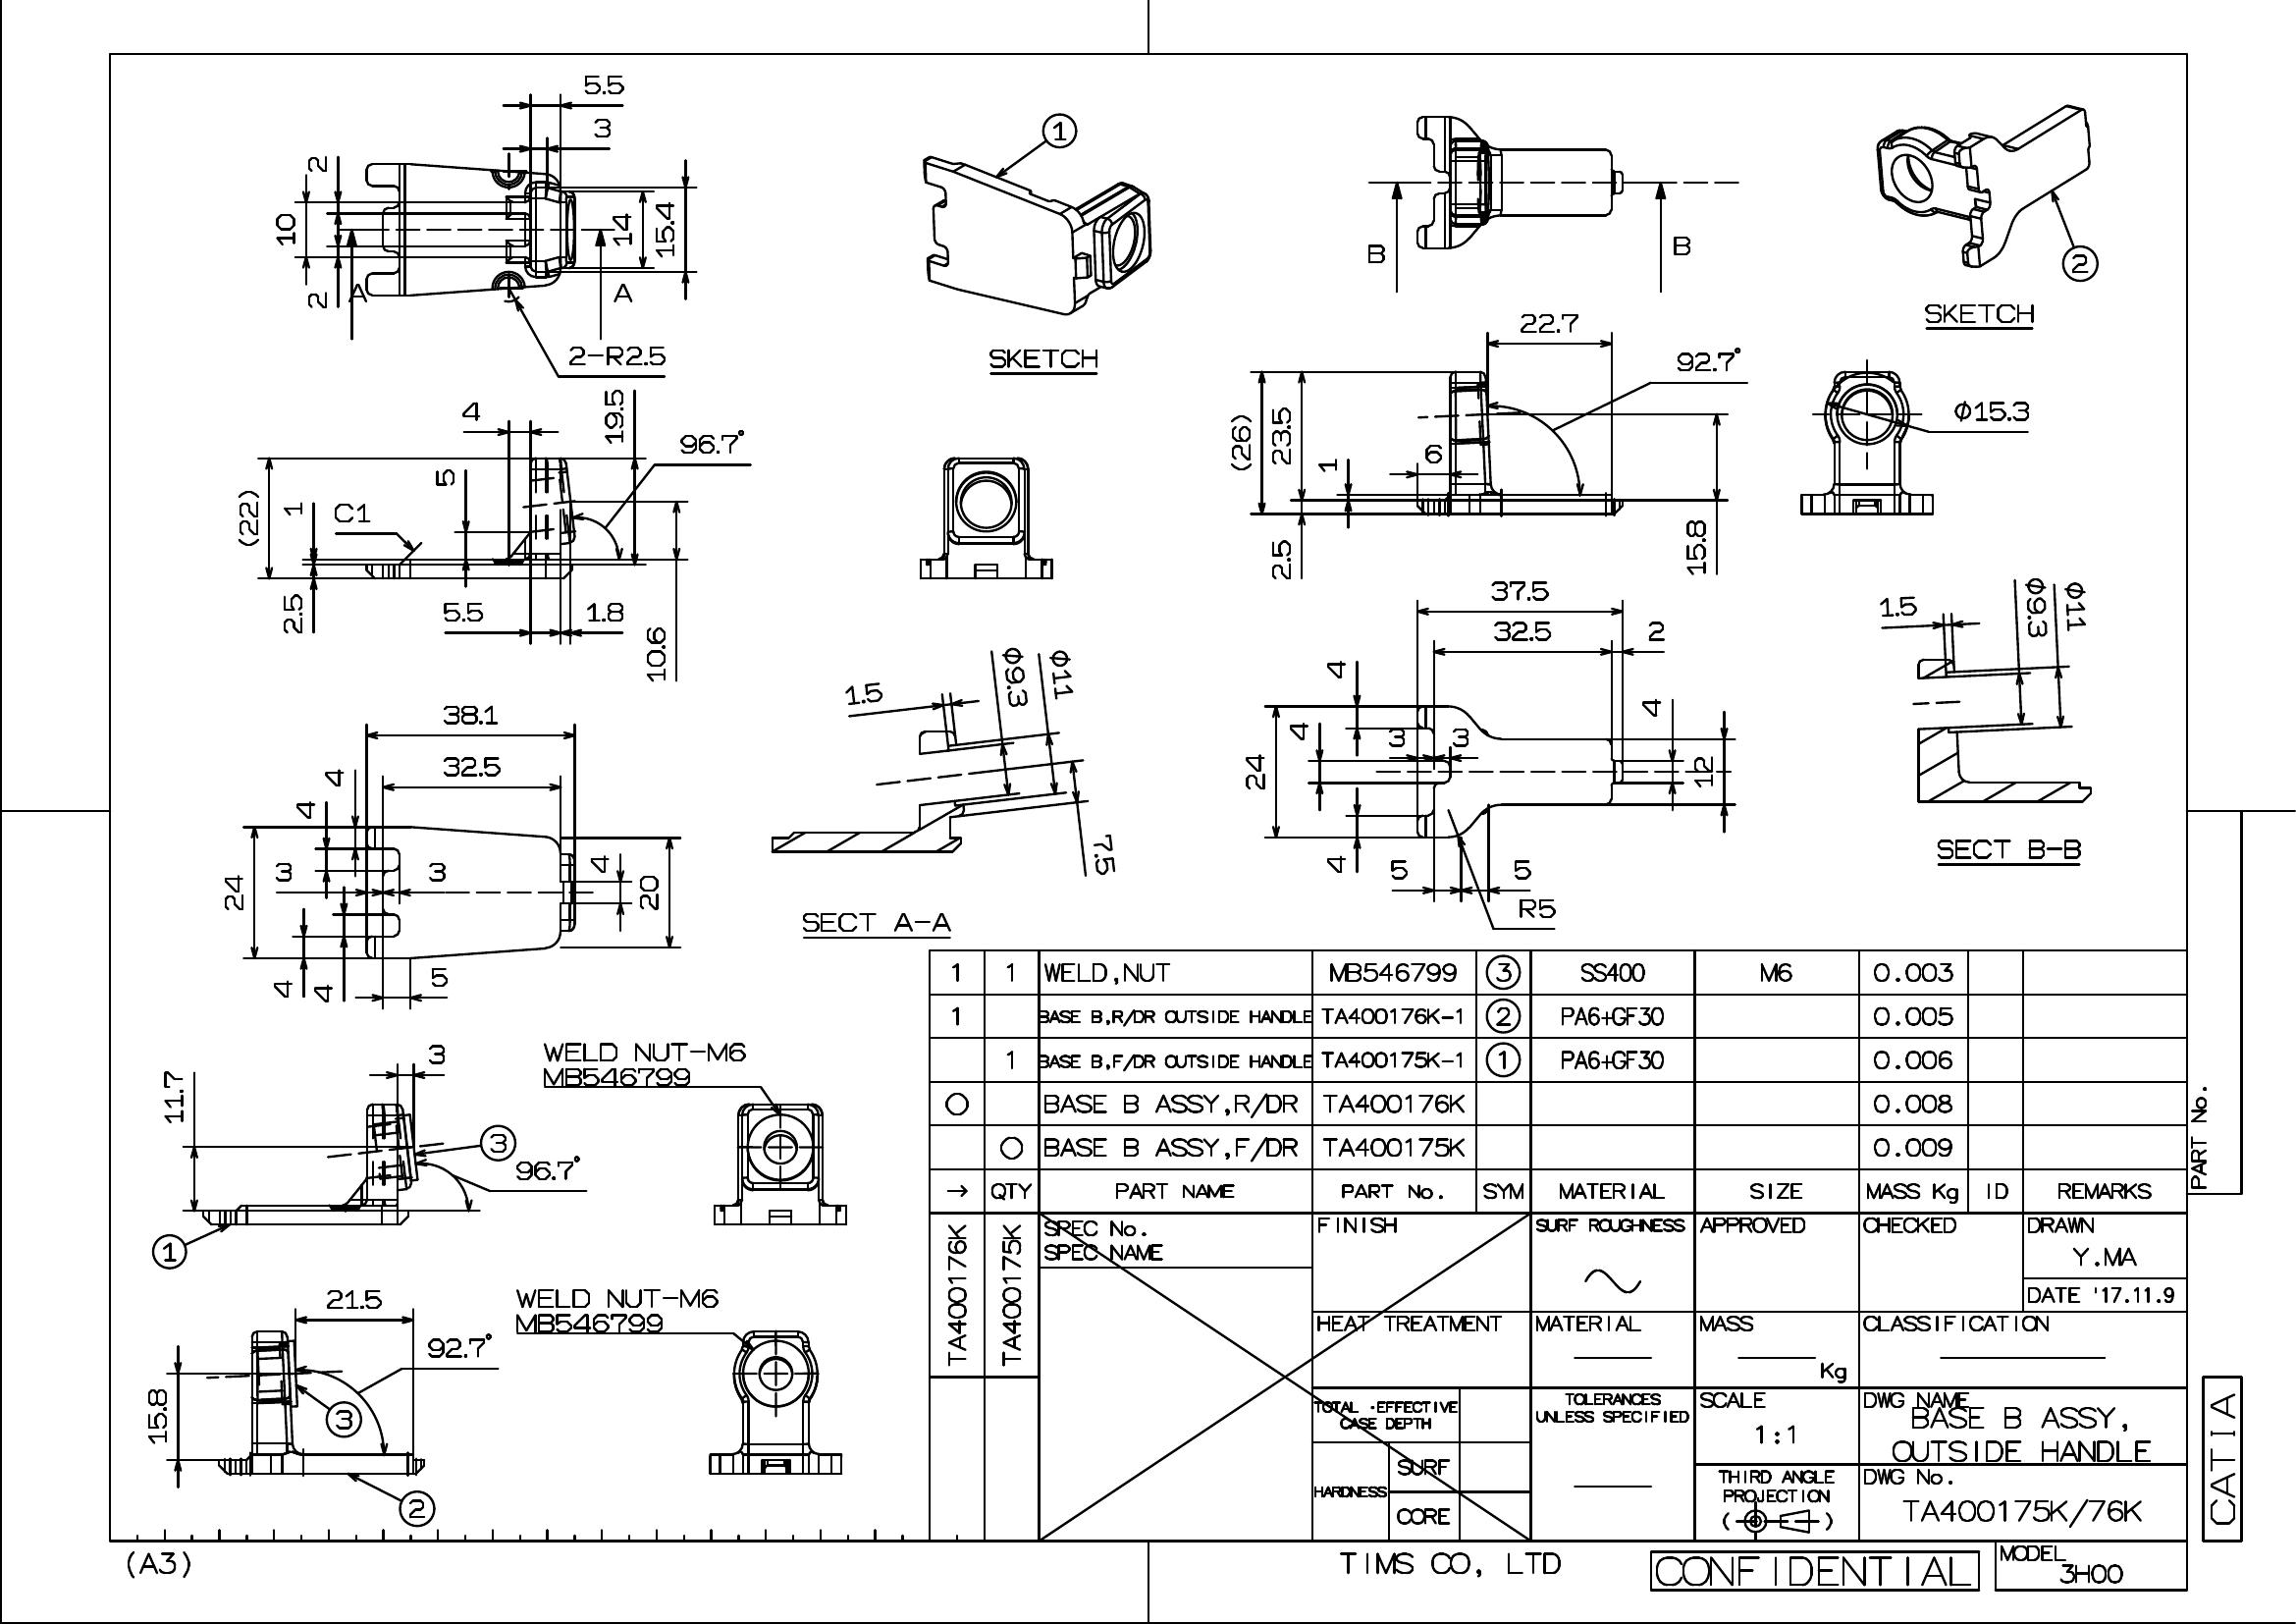 5.5
3
2
10
2
14
15.4
A
A
2-R2.5
1
SKETCH
B
B
2
SKETCH
4
19.5
96.7°
5
(22)
1
C1
2.5
5.5
1.8
10.6
22.7
92.7°
(26)
23.5
6
1
2.5
15.8
Φ15.3
38.1
32.5
4
4
24
3
3
4
20
4
4
5
1.5
Φ9.3
Φ11
7.5
SECT A-A
37.5
32.5
2
4
4
3
3
4
24
12
4
5
5
R5
1.5
Φ9.3
Φ11
SECT B-B
3
11.7
3
96.7°
1
WELD NUT-M6
MB546799
21.5
92.7°
15.8
3
2
WELD NUT-M6
MB546799
1 1 WELD,NUT MB546799 3 SS400 M6 0.003
1 BASE B,R/DR OUTSIDE HANDLE TA400176K-1 2 PA6+GF30 0.005
1 BASE B,F/DR OUTSIDE HANDLE TA400175K-1 1 PA6+GF30 0.006
○ BASE B ASSY,R/DR TA400176K 0.008
○ BASE B ASSY,F/DR TA400175K 0.009
→ QTY PART NAME PART No. SYM MATERIAL SIZE MASS Kg ID REMARKS
TA400176K
TA400175K
SPEC No.
SPEC NAME
FINISH
SURF ROUGHNESS
APPROVED
CHECKED
DRAWN
Y.MA
DATE '17.11.9
HEAT TREATMENT
MATERIAL
MASS
Kg
CLASSIFICATION
TOTAL ·EFFECTIVE
CASE DEPTH
HARDNESS
SURF
CORE
TOLERANCES
UNLESS SPECIFIED
SCALE
1:1
THIRD ANGLE
PROJECTION
( )
DWG NAME
BASE B ASSY,
OUTSIDE HANDLE
DWG No.
TA400175K/76K
PART No.
CATIA
(A3)
TIMS CO, LTD
CONFIDENTIAL
MODEL
3H00